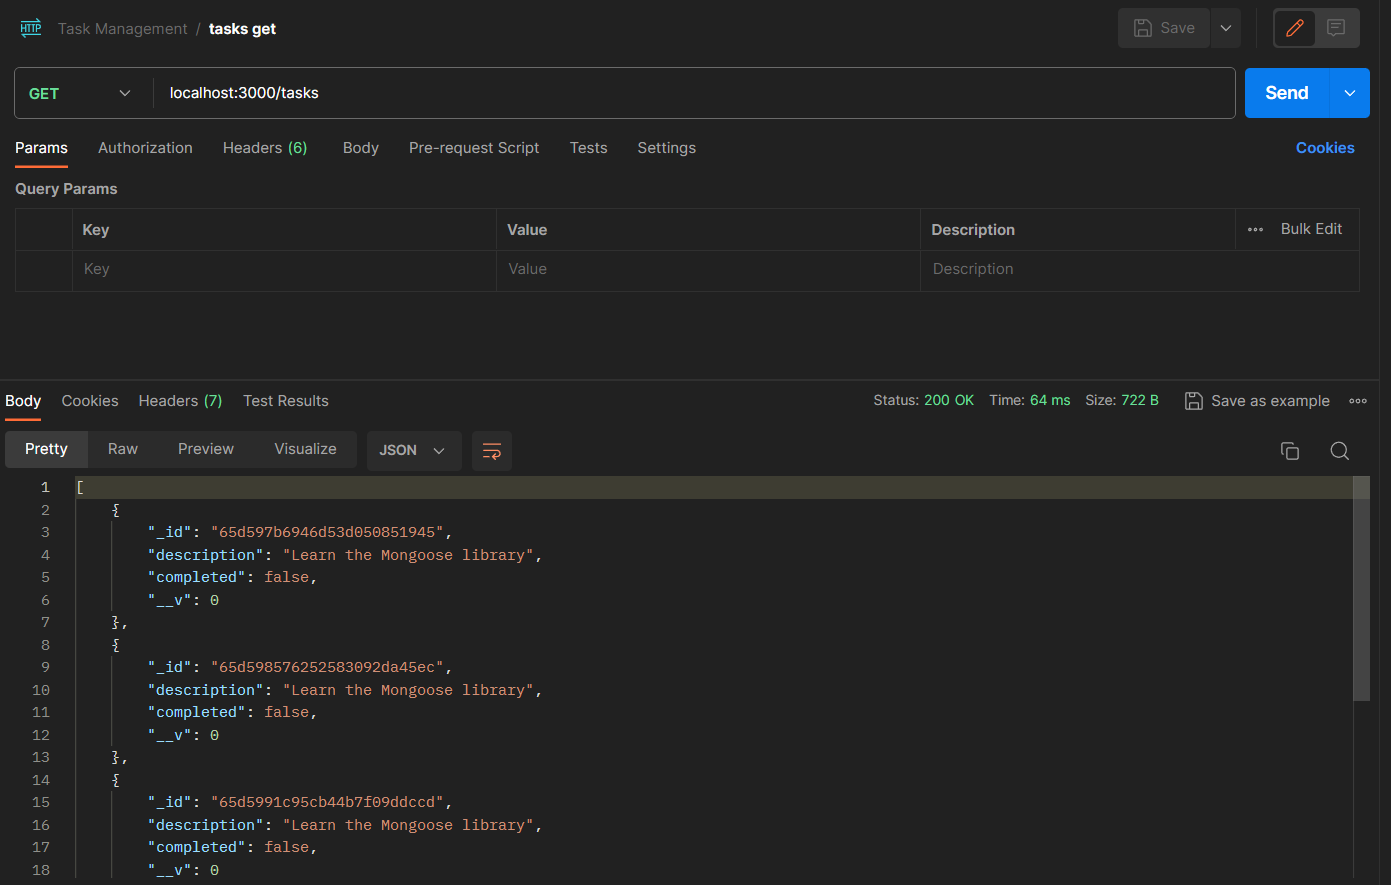 HTTP Task Management / tasks get Save
GET localhost:3000/tasks Send
Params Authorization Headers (6) Body Pre-request Script Tests Settings Cookies
Query Params
Key Value Description Bulk Edit
Key Value Description
Body Cookies Headers (7) Test Results Status: 200 OK Time: 64 ms Size: 722 B Save as example
Pretty Raw Preview Visualize JSON
1 [
2 {
3 "_id": "65d597b6946d53d050851945",
4 "description": "Learn the Mongoose library",
5 "completed": false,
6 "__v": 0
7 },
8 {
9 "_id": "65d598576252583092da45ec",
10 "description": "Learn the Mongoose library",
11 "completed": false,
12 "__v": 0
13 },
14 {
15 "_id": "65d5991c95cb44b7f09ddccd",
16 "description": "Learn the Mongoose library",
17 "completed": false,
18 "__v": 0